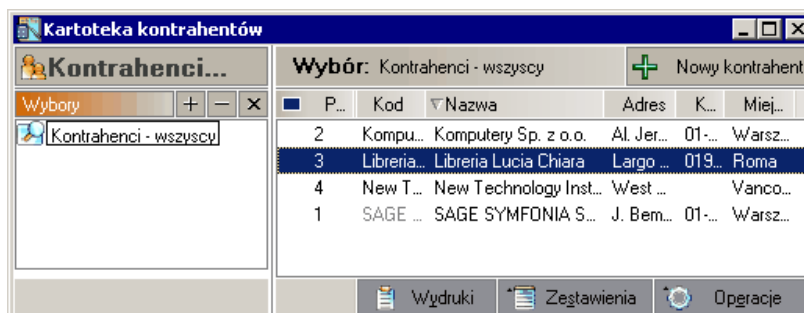 Kartoteka kontrahentów
Kontrahenci...
Wybór: Kontrahenci - wszyscy
Nowy kontrahent
Wybory
Kontrahenci - wszyscy
P... Kod Nazwa Adres K... Miej...
2 Kompu... Komputery Sp. z o.o. Al. Jer... 01-... Warsz...
3 Libreria... Libreria Lucia Chiara Largo ... 019... Roma
4 New T... New Technology Inst... West ... Vanco...
1 SAGE ... SAGE SYMFONIA S... J. Bem... 01-... Warsz...
Wydruki Zestawienia Operacje